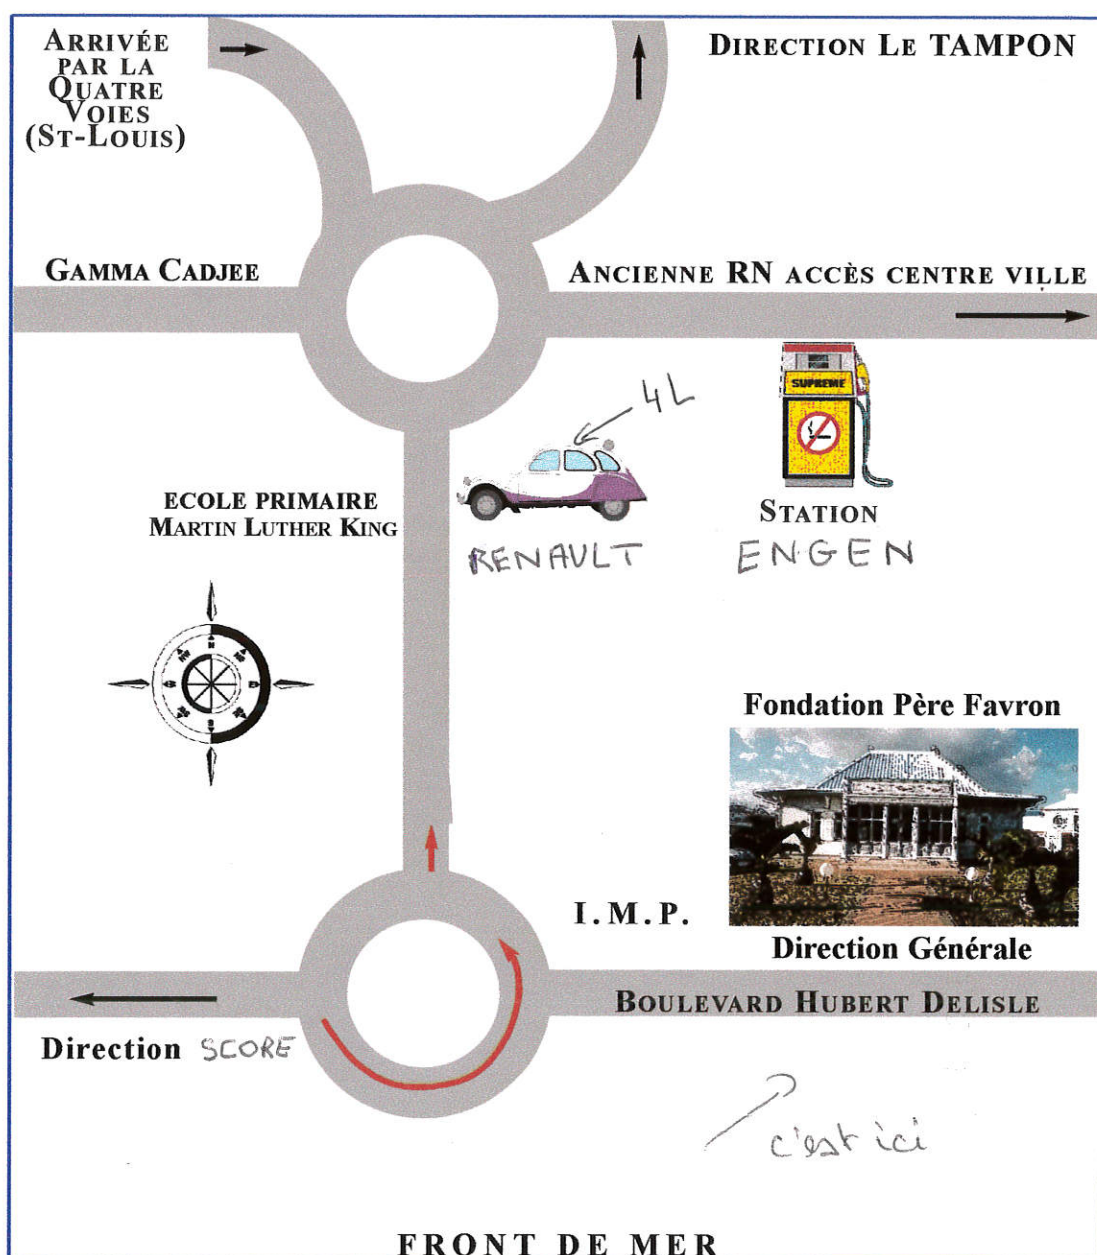 ARRIVÉE
PAR LA
QUATRE
VOIES
(ST-LOUIS)
DIRECTION LE TAMPON
GAMMA CADJEE
ANCIENNE RN ACCÈS CENTRE VILLE
4L
SUPREME
ECOLE PRIMAIRE
MARTIN LUTHER KING
STATION
RENAULT
ENGEN
Fondation Père Favron
I.M.P.
Direction Générale
BOULEVARD HUBERT DELISLE
Direction SCORE
c'est ici
FRONT DE MER